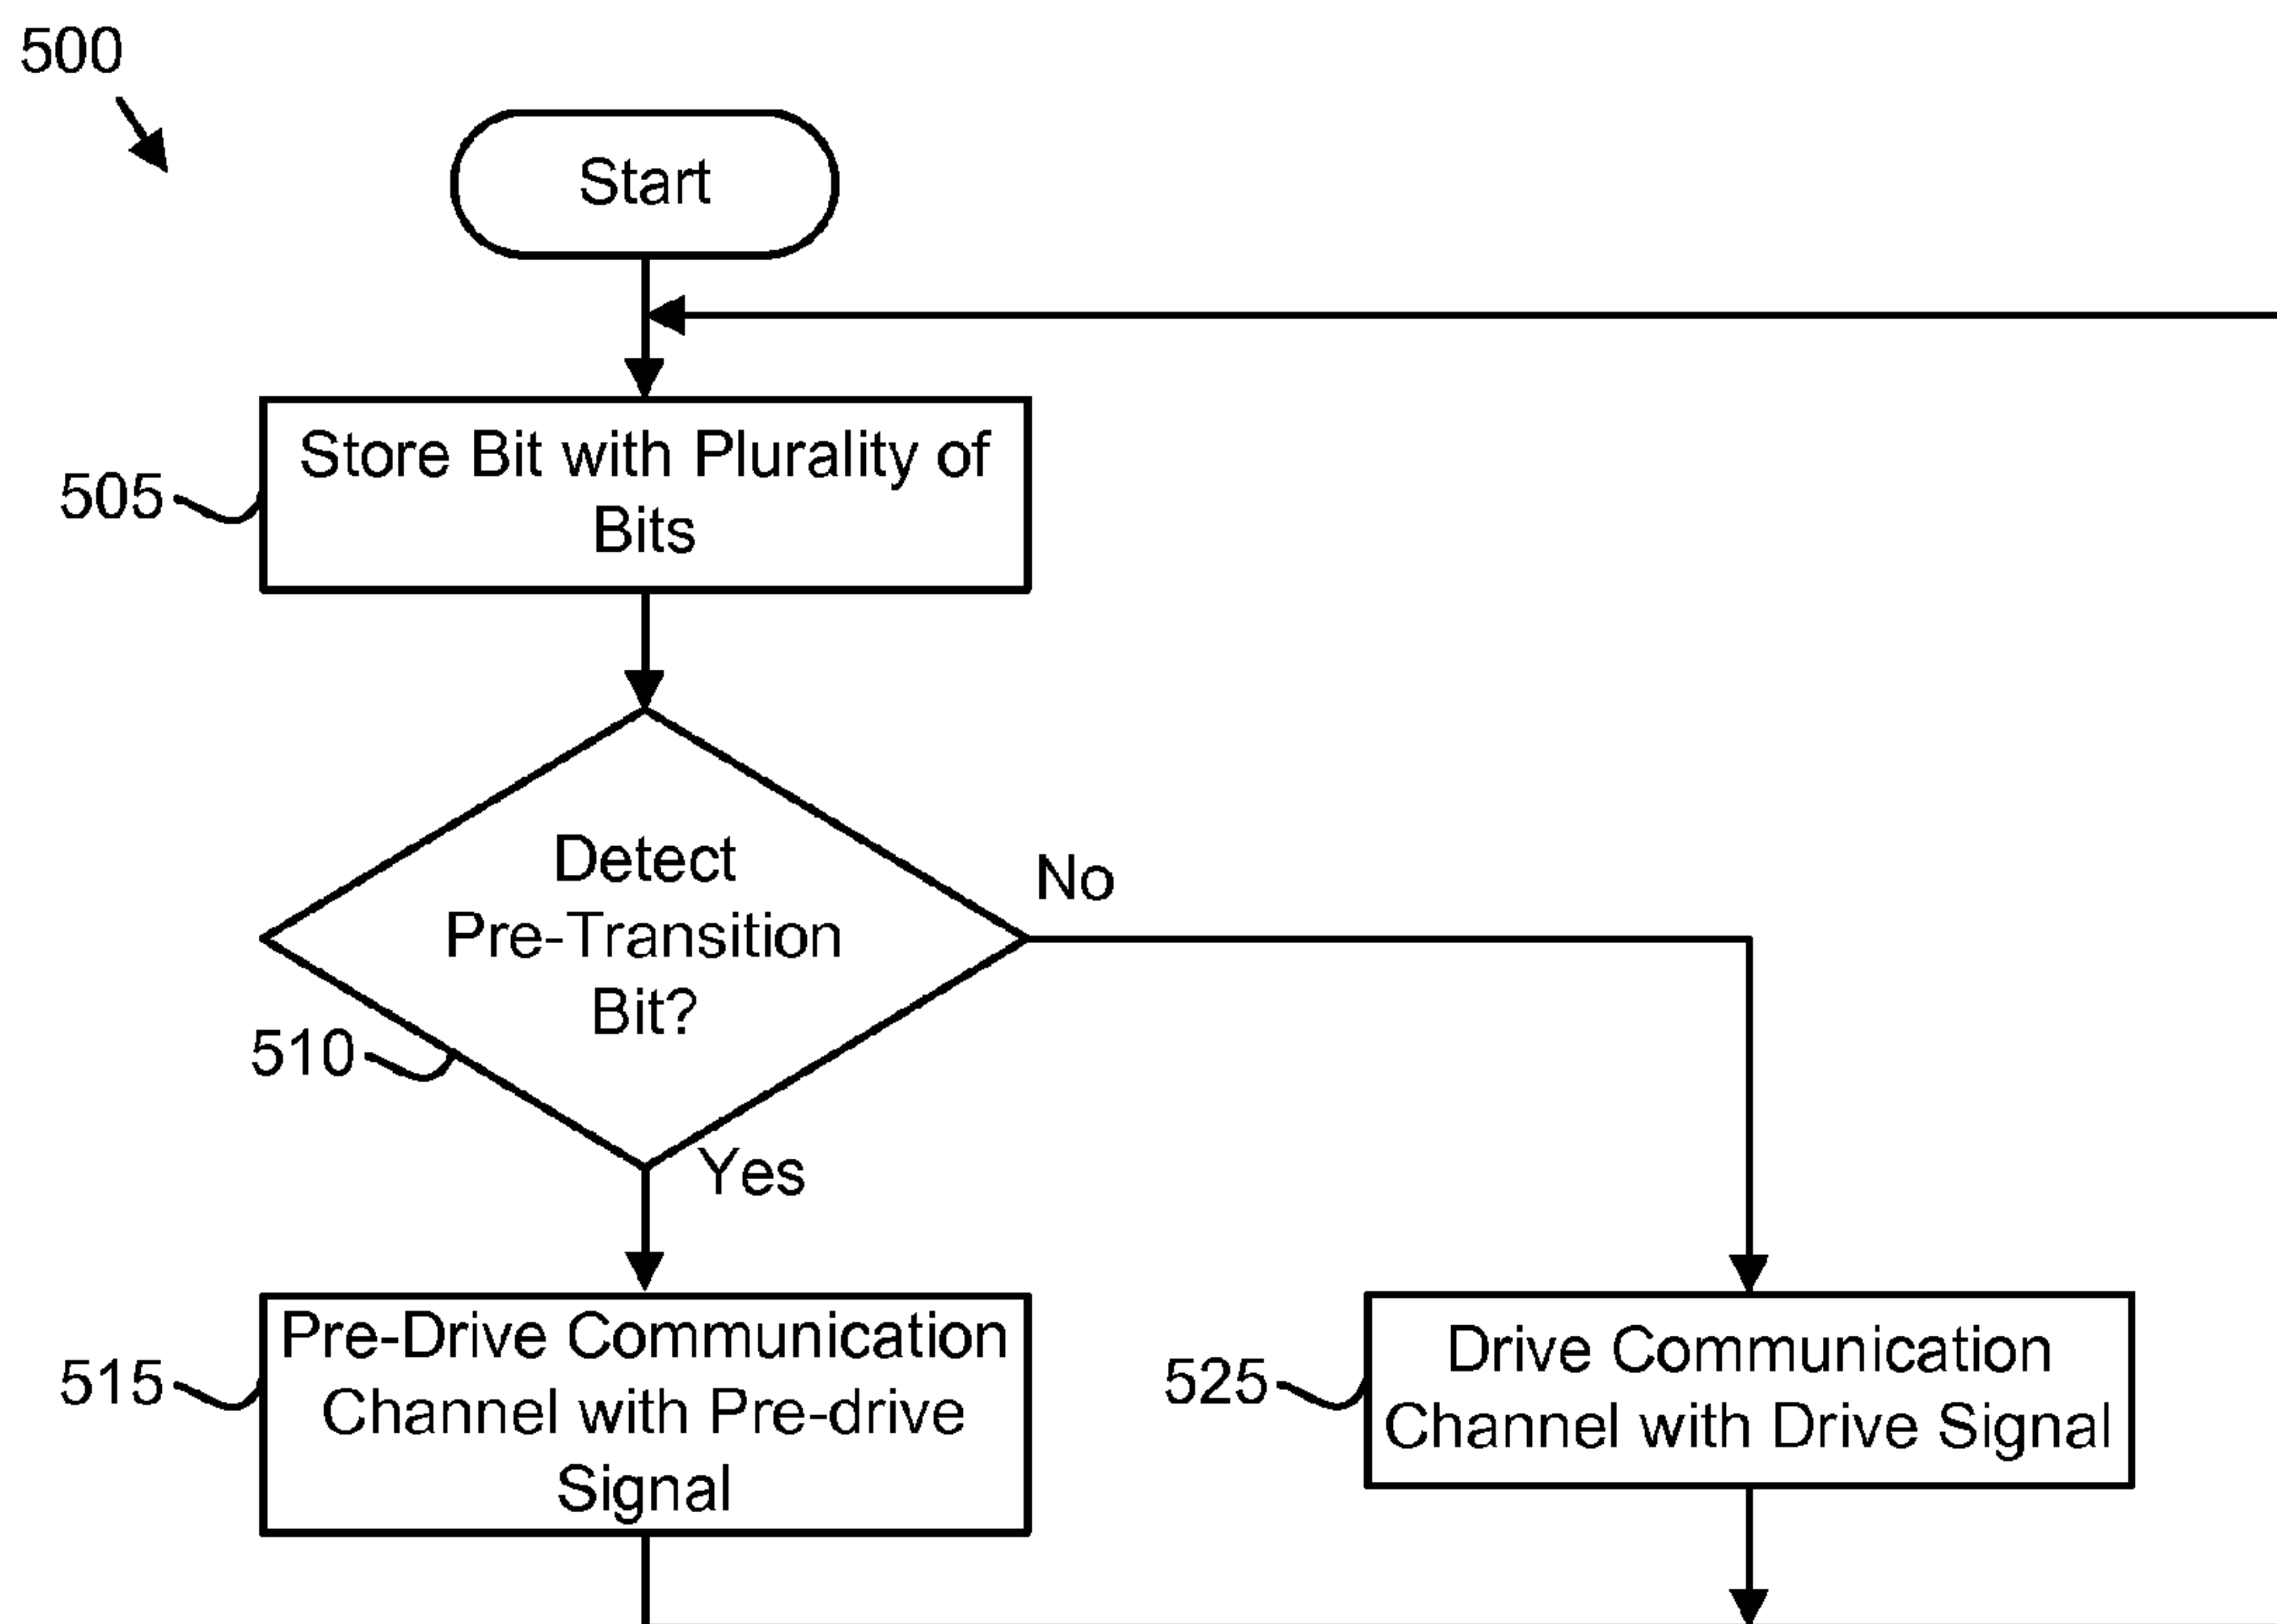 500
Start
505
Store Bit with Plurality of
Bits
Detect
Pre-Transition
Bit?
510
No
Yes
515
Pre-Drive Communication
Channel with Pre-drive
Signal
525
Drive Communication
Channel with Drive Signal